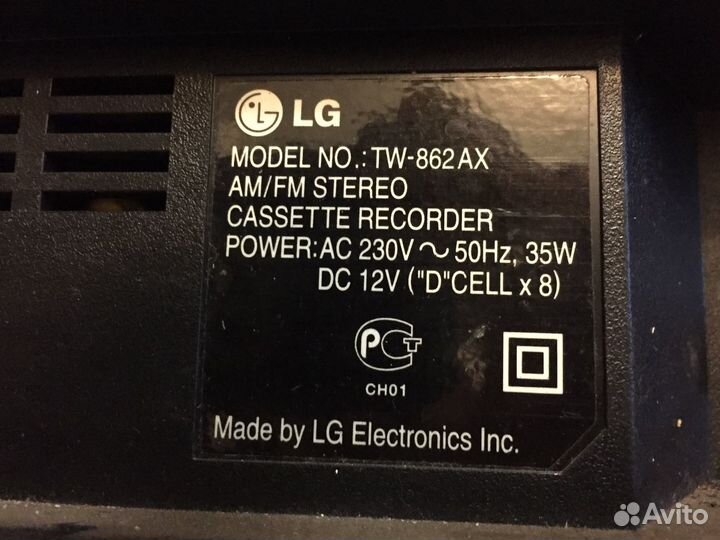 LG
MODEL NO.: TW-862AX
AM/FM STEREO
CASSETTE RECORDER
POWER: AC 230V ～ 50Hz, 35W
DC 12V ("D"CELL x 8)
РСТ
CH01
Made by LG Electronics Inc.
Avito